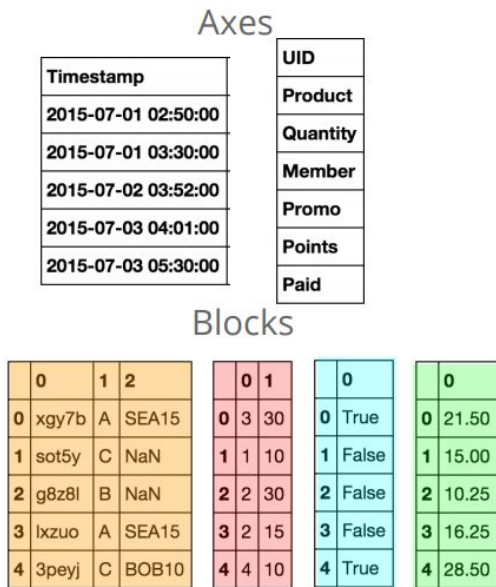 Axes
Timestamp
2015-07-01 02:50:00
2015-07-01 03:30:00
2015-07-02 03:52:00
2015-07-03 04:01:00
2015-07-03 05:30:00
UID
Product
Quantity
Member
Promo
Points
Paid
Blocks
0 1 2
0 xgy7b A SEA15
1 sot5y C NaN
2 g8z8l B NaN
3 lxzuo A SEA15
4 3peyj C BOB10
0 1
0 3 30
1 1 10
2 2 30
3 2 15
4 4 10
0
0 True
1 False
2 False
3 False
4 True
0
0 21.50
1 15.00
2 10.25
3 16.25
4 28.50